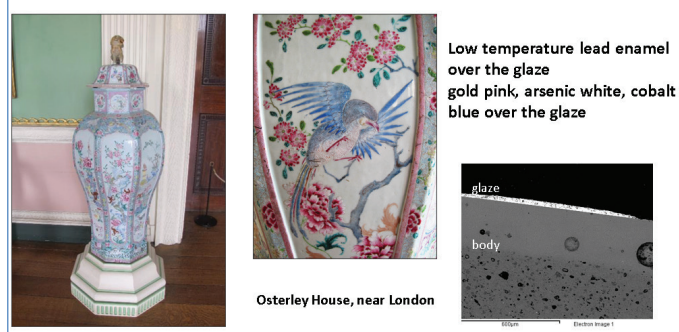 Low temperature lead enamel
over the glaze
gold pink, arsenic white, cobalt
blue over the glaze
glaze
body
Osterley House, near London
600µm
Electron Image 1